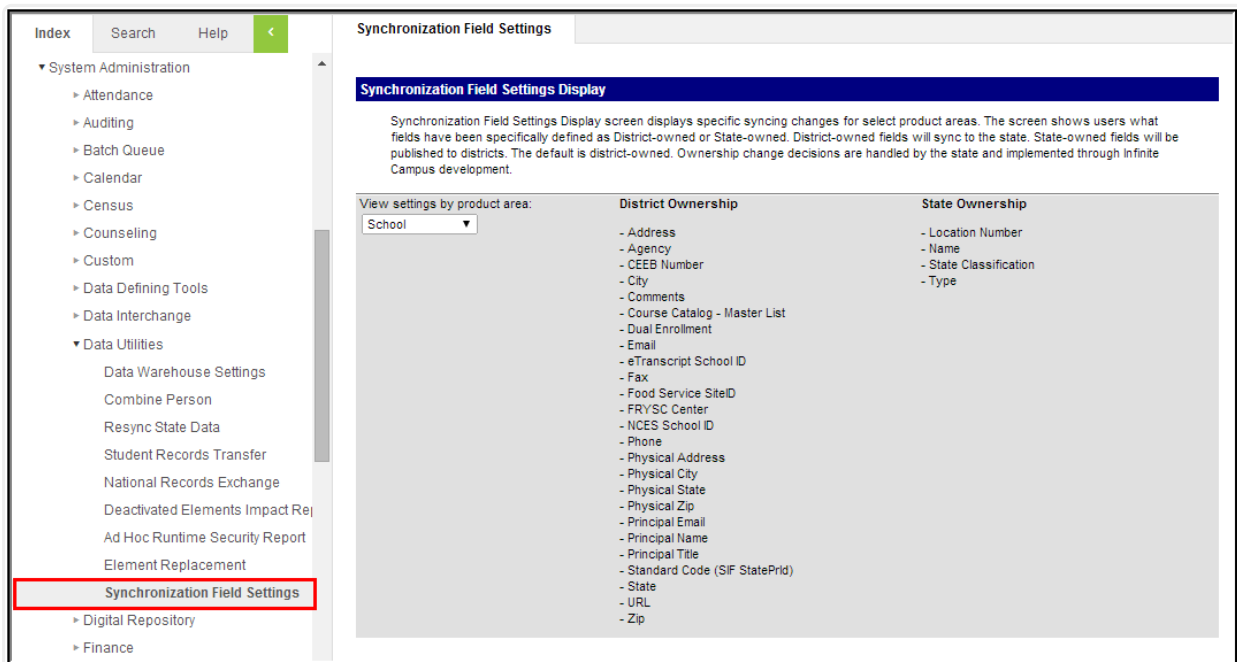 Index Search Help <
System Administration
Attendance
Auditing
Batch Queue
Calendar
Census
Counseling
Custom
Data Defining Tools
Data Interchange
Data Utilities
Data Warehouse Settings
Combine Person
Resync State Data
Student Records Transfer
National Records Exchange
Deactivated Elements Impact Rep
Ad Hoc Runtime Security Report
Element Replacement
Synchronization Field Settings
Digital Repository
Finance
Synchronization Field Settings
Synchronization Field Settings Display
Synchronization Field Settings Display screen displays specific syncing changes for select product areas. The screen shows users what
fields have been specifically defined as District-owned or State-owned. District-owned fields will sync to the state. State-owned fields will be
published to districts. The default is district-owned. Ownership change decisions are handled by the state and implemented through Infinite
Campus development.
View settings by product area:
School
District Ownership
- Address
- Agency
- CEEB Number
- City
- Comments
- Course Catalog - Master List
- Dual Enrollment
- Email
- eTranscript School ID
- Fax
- Food Service SiteID
- FRYSC Center
- NCES School ID
- Phone
- Physical Address
- Physical City
- Physical State
- Physical Zip
- Principal Email
- Principal Name
- Principal Title
- Standard Code (SIF StatePrId)
- State
- URL
- Zip
State Ownership
- Location Number
- Name
- State Classification
- Type